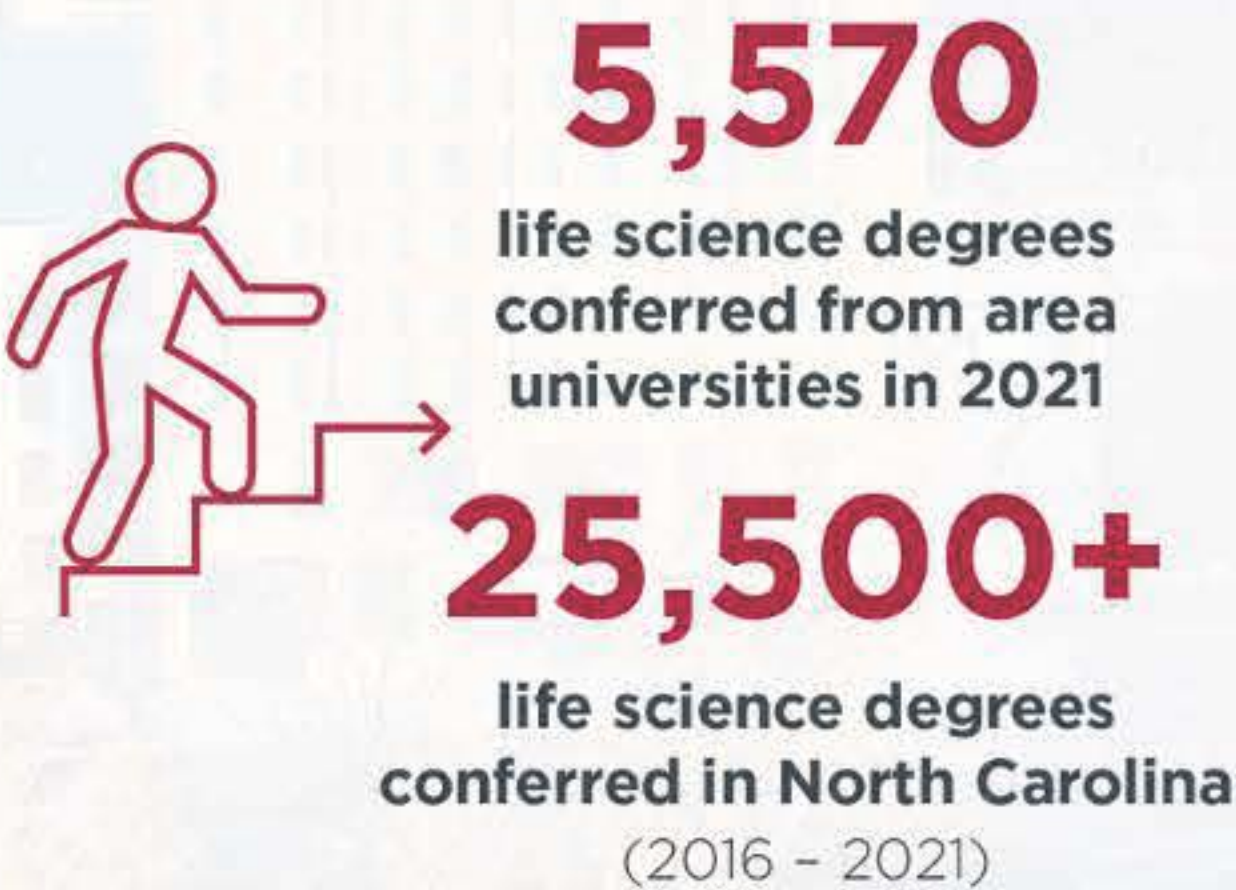 5,570
life science degrees
conferred from area
universities in 2021
25,500+
life science degrees
conferred in North Carolina
(2016 – 2021)